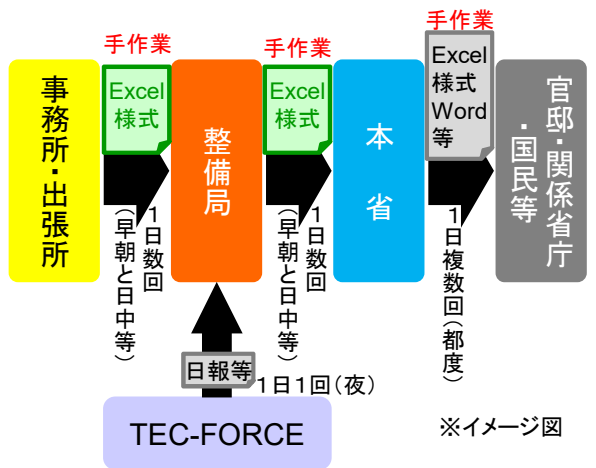 手作業
手作業
手作業
事務所・出張所
Excel
様式
整備局
Excel
様式
本省
Excel
様式
Word
等
官邸・関係省庁
・国民等
1日数回
(早朝と日中等)
1日数回
(早朝と日中等)
1日複数回(都度)
日報等
1日1回(夜)
TEC-FORCE
※イメージ図